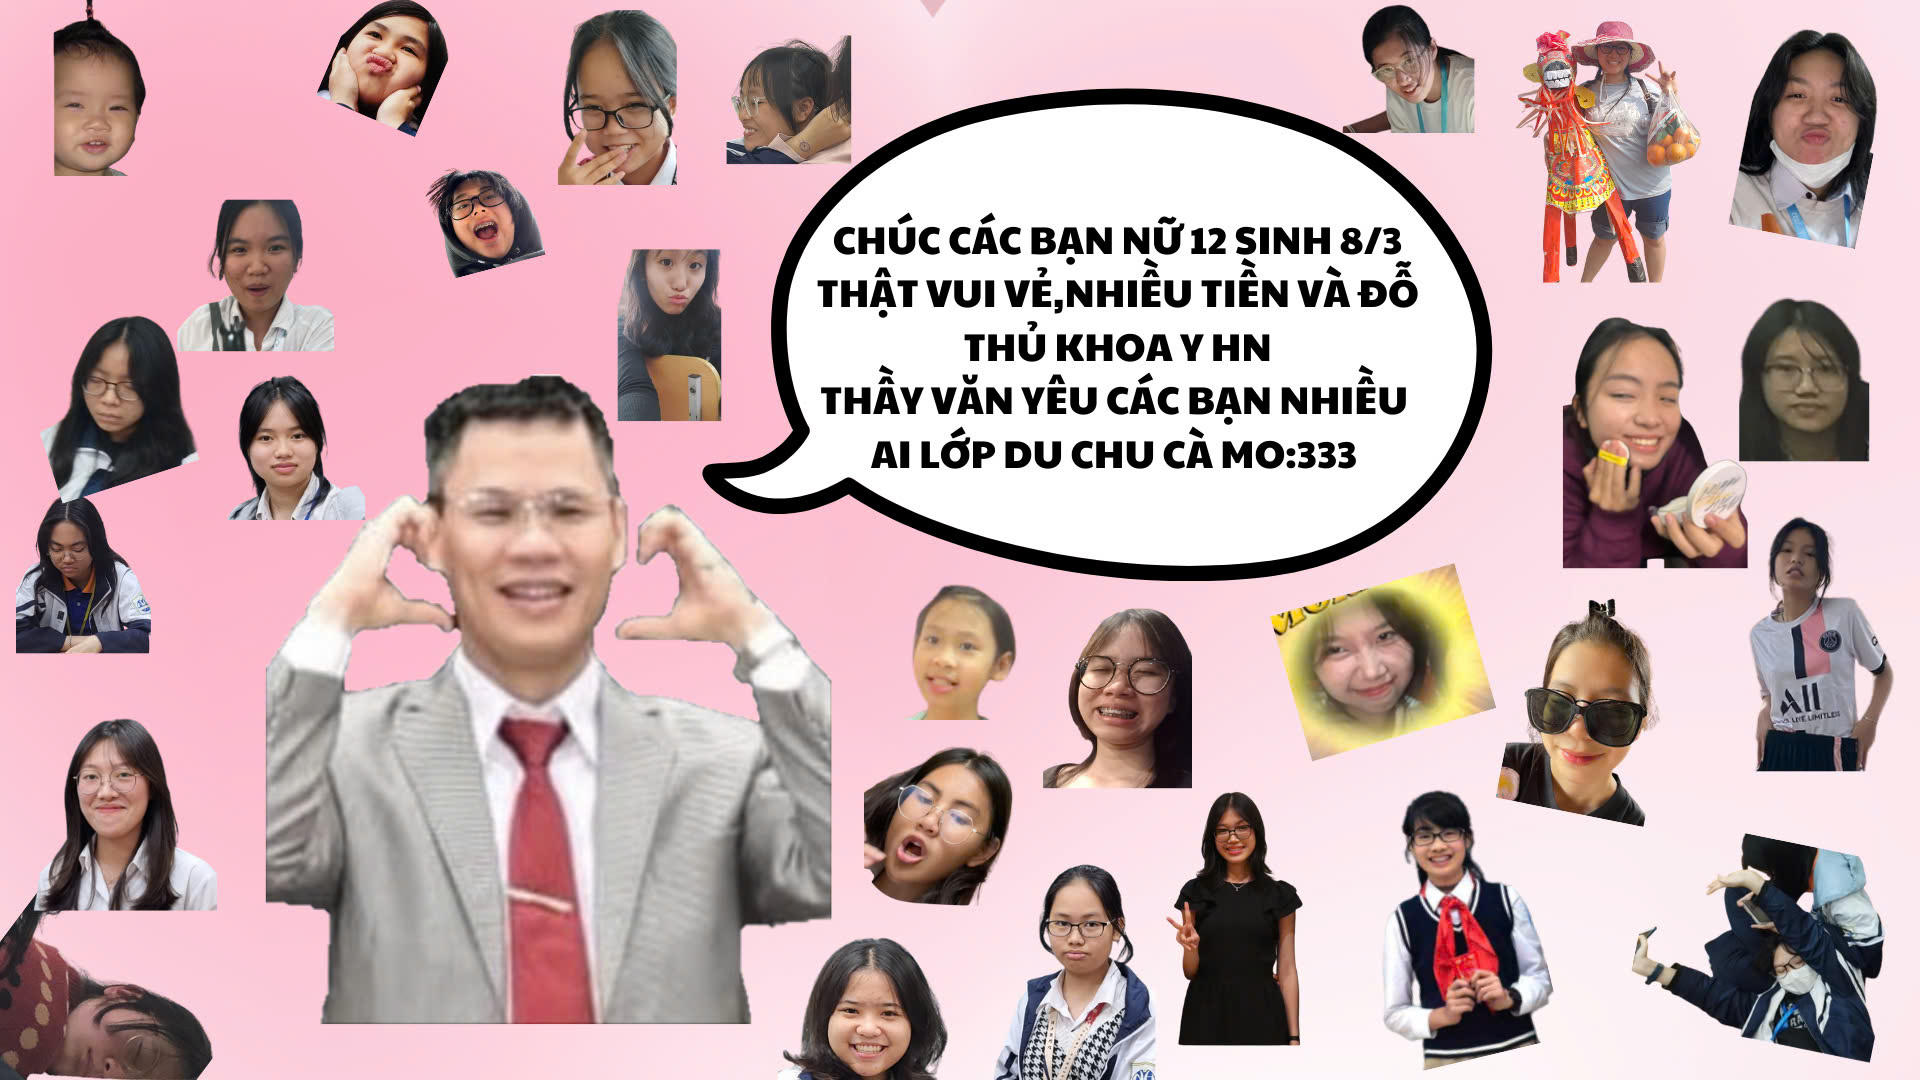 CHÚC CÁC BẠN NỮ 12 SINH 8/3
THẬT VUI VẺ,NHIỀU TIỀN VÀ ĐỖ
THỦ KHOA Y HN
THẦY VĂN YÊU CÁC BẠN NHIỀU
AI LỚP DU CHU CÀ MO:333
ALL